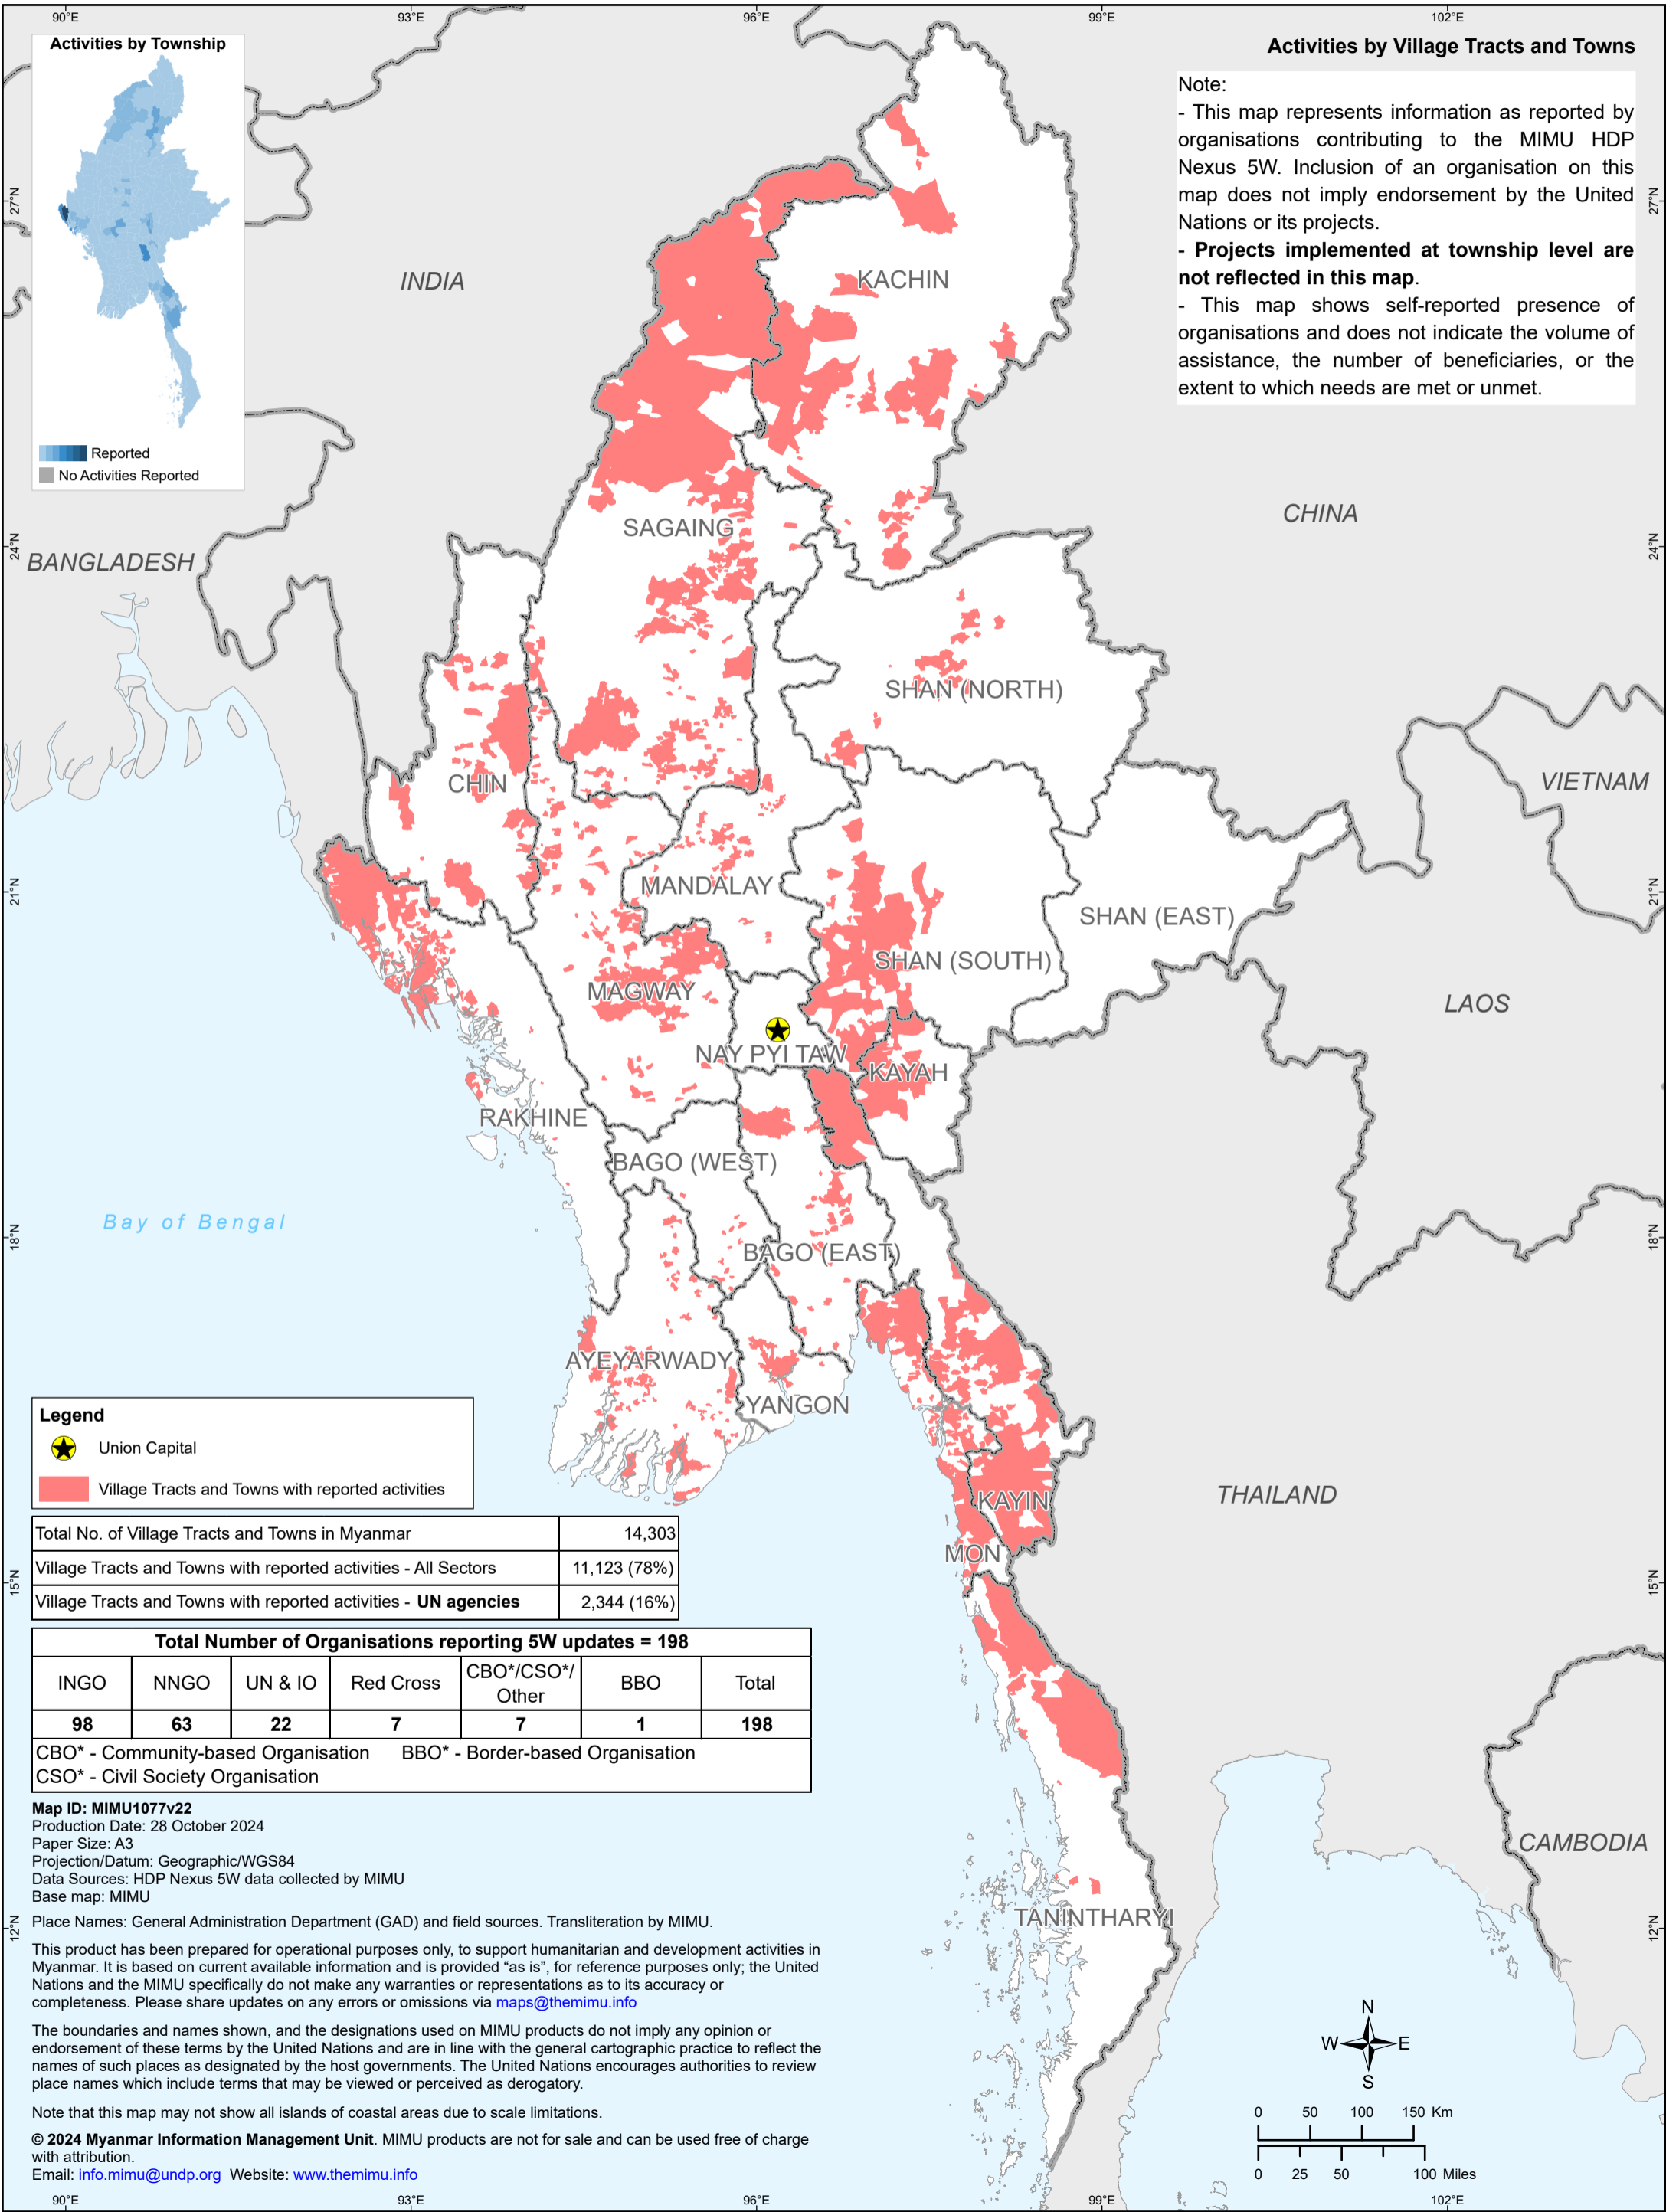 90°E
93°E
96°E
99°E
102°E
Activities by Township
Reported
No Activities Reported
Activities by Village Tracts and Towns
Note:
- This map represents information as reported by
organisations contributing to the MIMU HDP
Nexus 5W. Inclusion of an organisation on this
map does not imply endorsement by the United
Nations or its projects.
- Projects implemented at township level are
not reflected in this map.
- This map shows self-reported presence of
organisations and does not indicate the volume of
assistance, the number of beneficiaries, or the
extent to which needs are met or unmet.
27°N
27°N
INDIA
KACHIN
CHINA
SAGAING
24°N
24°N
BANGLADESH
SHAN (NORTH)
VIETNAM
CHIN
21°N
21°N
MANDALAY
SHAN (EAST)
SHAN (SOUTH)
MAGWAY
LAOS
NAY PYI TAW
KAYAH
RAKHINE
BAGO (WEST)
Bay of Bengal
18°N
18°N
BAGO (EAST)
AYEYARWADY
YANGON
KAYIN
THAILAND
MON
15°N
15°N
CAMBODIA
TANINTHARYI
12°N
12°N
Legend
Union Capital
Village Tracts and Towns with reported activities
Total No. of Village Tracts and Towns in Myanmar 14,303
Village Tracts and Towns with reported activities - All Sectors 11,123 (78%)
Village Tracts and Towns with reported activities - UN agencies 2,344 (16%)
Total Number of Organisations reporting 5W updates = 198
INGO NNGO UN & IO Red Cross CBO*/CSO*/
Other BBO Total
98 63 22 7 7 1 198
CBO* - Community-based Organisation BBO* - Border-based Organisation
CSO* - Civil Society Organisation
Map ID: MIMU1077v22
Production Date: 28 October 2024
Paper Size: A3
Projection/Datum: Geographic/WGS84
Data Sources: HDP Nexus 5W data collected by MIMU
Base map: MIMU
Place Names: General Administration Department (GAD) and field sources. Transliteration by MIMU.
This product has been prepared for operational purposes only, to support humanitarian and development activities in
Myanmar. It is based on current available information and is provided “as is”, for reference purposes only; the United
Nations and the MIMU specifically do not make any warranties or representations as to its accuracy or
completeness. Please share updates on any errors or omissions via maps@themimu.info
The boundaries and names shown, and the designations used on MIMU products do not imply any opinion or
endorsement of these terms by the United Nations and are in line with the general cartographic practice to reflect the
names of such places as designated by the host governments. The United Nations encourages authorities to review
place names which include terms that may be viewed or perceived as derogatory.
Note that this map may not show all islands of coastal areas due to scale limitations.
© 2024 Myanmar Information Management Unit. MIMU products are not for sale and can be used free of charge
with attribution.
Email: info.mimu@undp.org Website: www.themimu.info
N
W E
S
0 50 100 150 Km
0 25 50 100 Miles
90°E
93°E
96°E
99°E
102°E